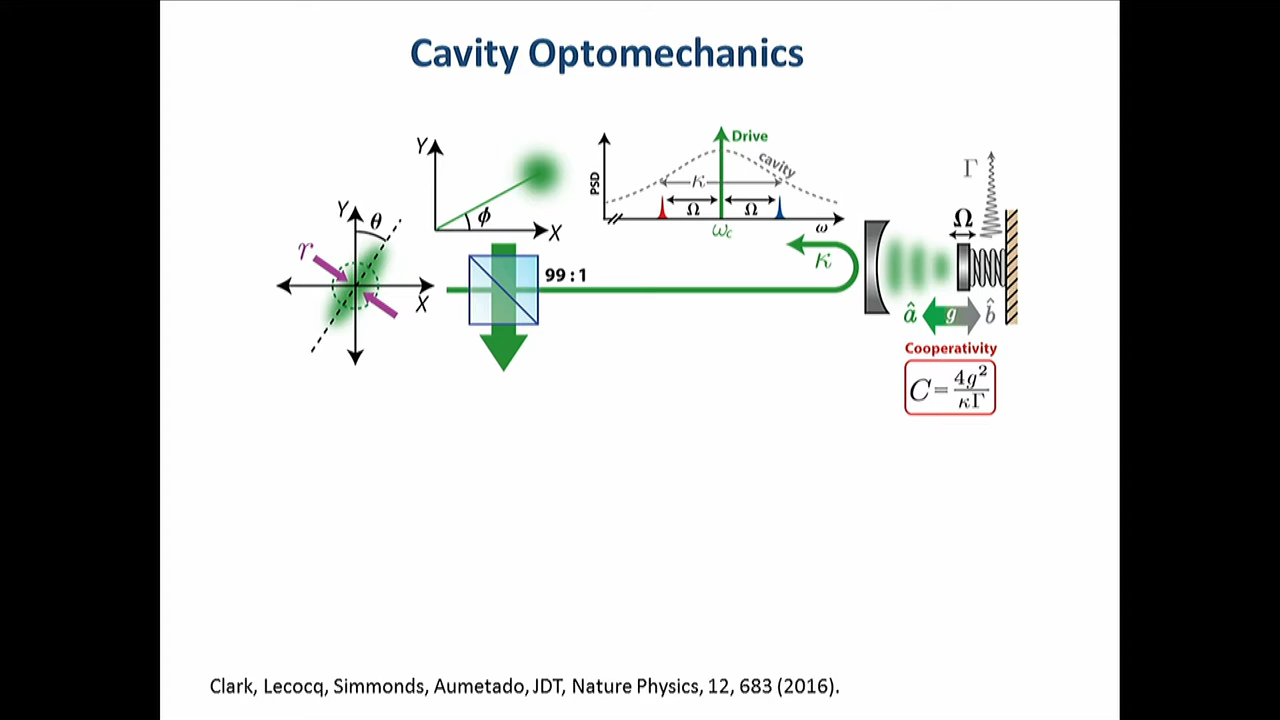 Cavity Optomechanics
Y
ϕ
X
Y
θ
r
X
99 : 1
PSD
Drive
cavity
κ
Ω
Ω
ω
ω_c
κ
Γ
Ω
â
g
b̂
Cooperativity
C = 4g² / κΓ
Clark, Lecocq, Simmonds, Aumetado, JDT, Nature Physics, 12, 683 (2016).